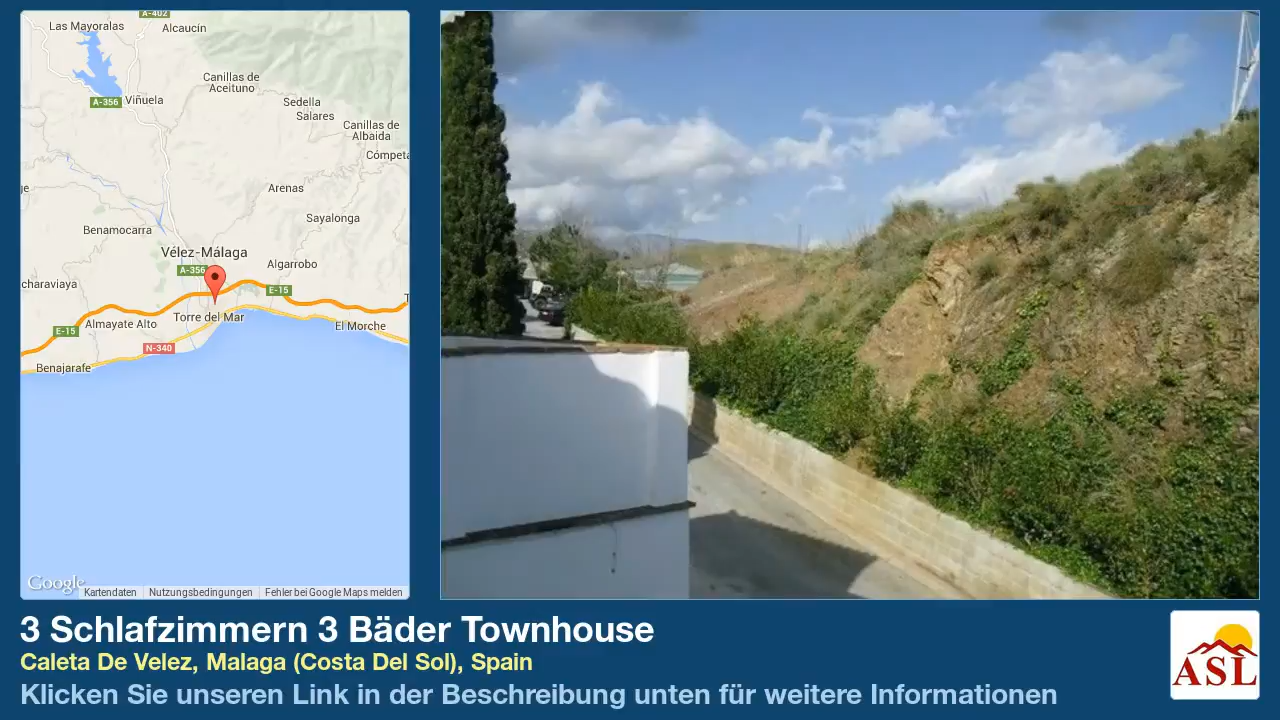 A-402
Las Mayoralas
Alcaucín
Canillas de
Aceituno
A-356
Viñuela
Sedella
Salares
Canillas de
Albaida
Cómpeta
Arenas
Sayalonga
Benamocarra
Vélez-Málaga
A-356
Algarrobo
charaviaya
E-15
E-15
Almayate Alto
Torre del Mar
El Morche
N-340
Benajarafe
Google
Kartendaten
Nutzungsbedingungen
Fehler bei Google Maps melden
3 Schlafzimmern 3 Bäder Townhouse
Caleta De Velez, Malaga (Costa Del Sol), Spain
Klicken Sie unseren Link in der Beschreibung unten für weitere Informationen
ASL